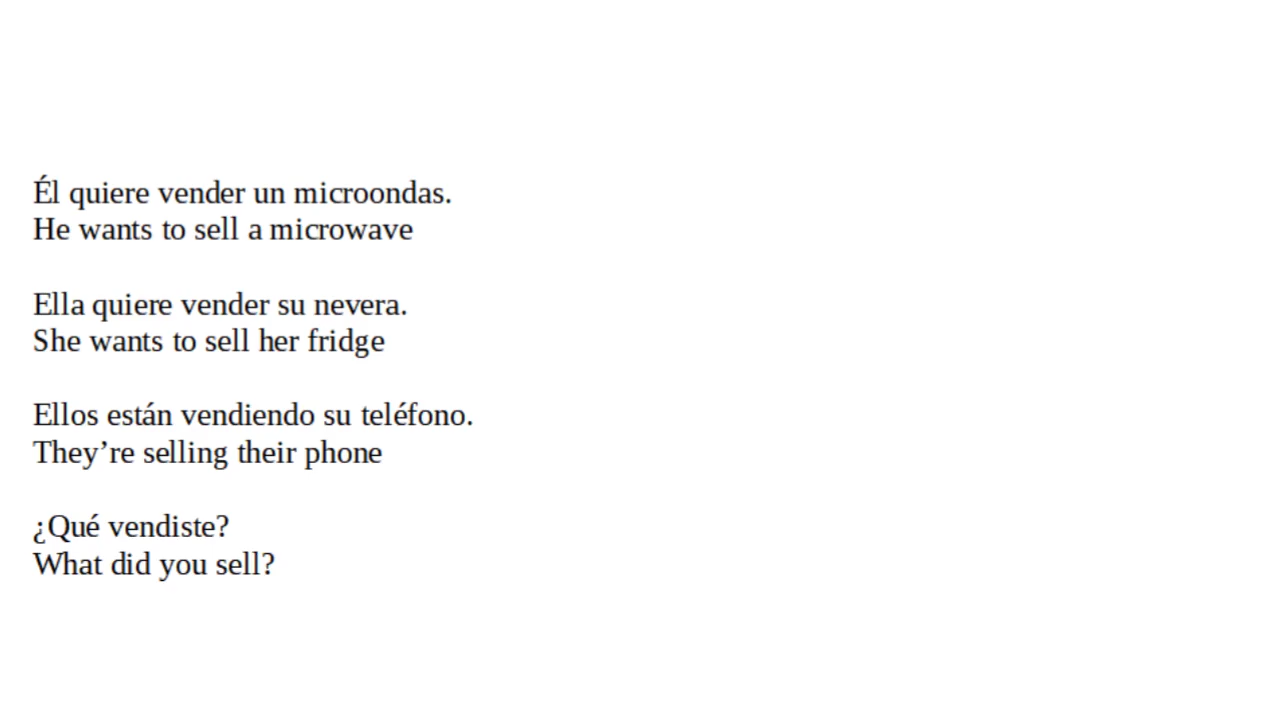 Él quiere vender un microondas.
He wants to sell a microwave
Ella quiere vender su nevera.
She wants to sell her fridge
Ellos están vendiendo su teléfono.
They’re selling their phone
¿Qué vendiste?
What did you sell?